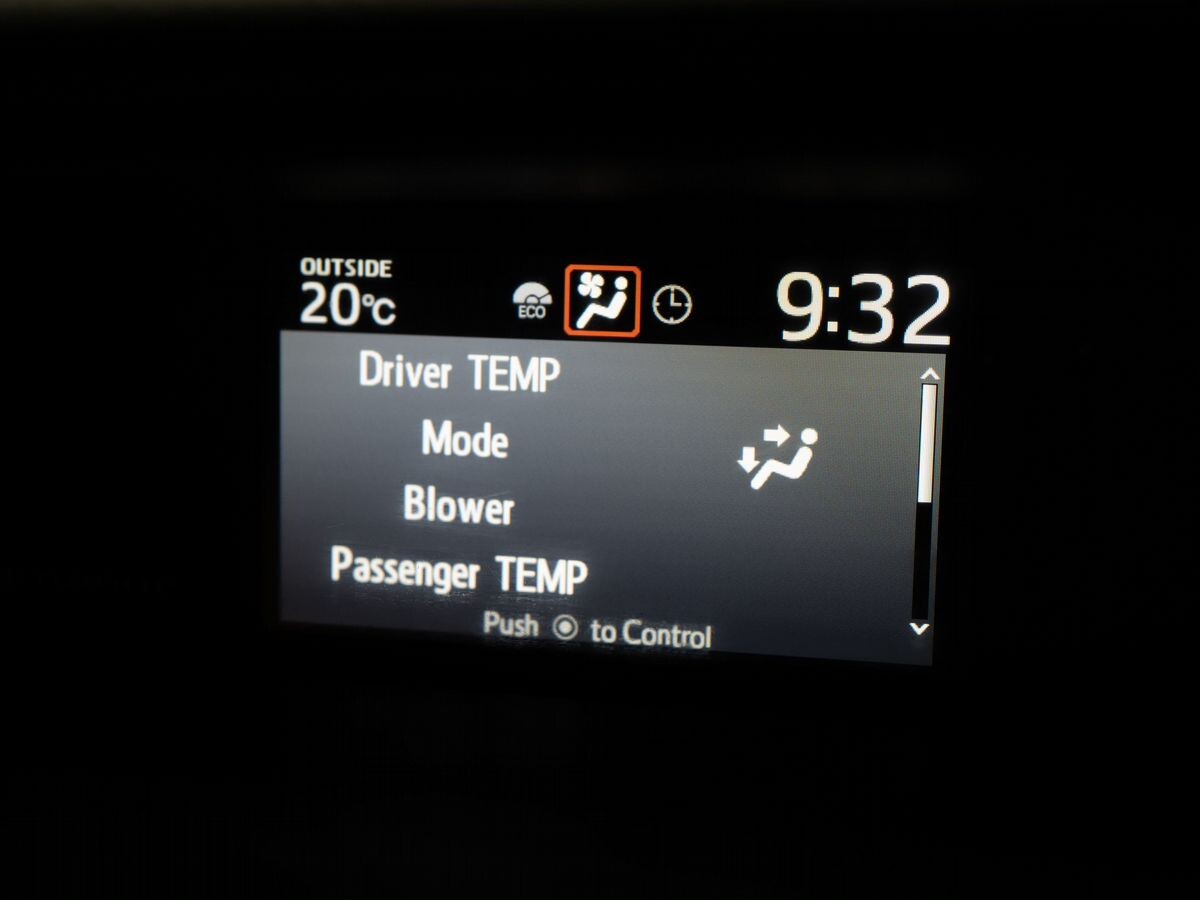 OUTSIDE
20°C
ECO
9:32
Driver TEMP
Mode
Blower
Passenger TEMP
Push to Control